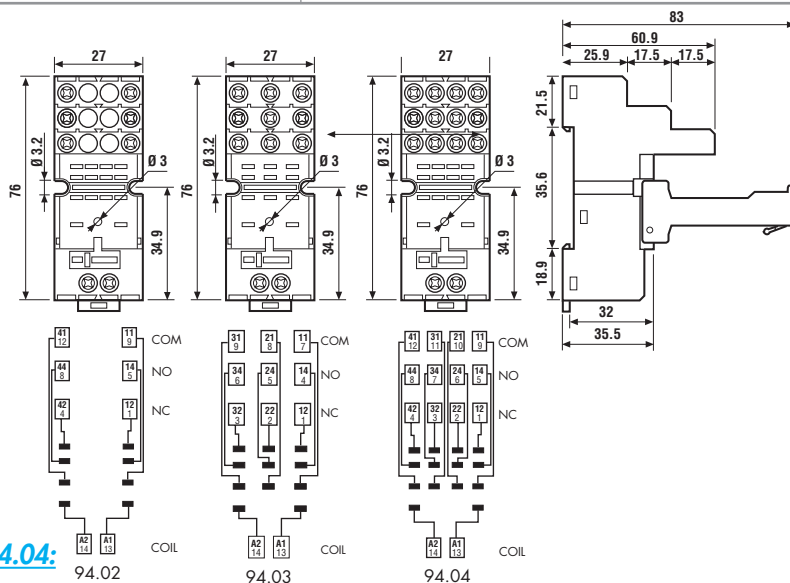 83
60.9
25.9 17.5 17.5
27 27 27
21.5
35.6
18.9
32
35.5
76 Ø 3.2 Ø 3 34.9
76 Ø 3.2 Ø 3 34.9
76 Ø 3.2 Ø 3 34.9
41 11
12 9 COM
44 14
8 5 NO
42 12
4 1 NC
A2 A1
14 13 COIL
94.02
31 21 11
9 8 7 COM
34 24 14
6 5 4 NO
32 22 12
3 2 1 NC
A2 A1
14 13 COIL
94.03
41 31 21 11
12 11 10 9 COM
44 34 24 14
8 7 6 5 NO
42 32 22 12
4 3 2 1 NC
A2 A1
14 13 COIL
94.04
4.04: